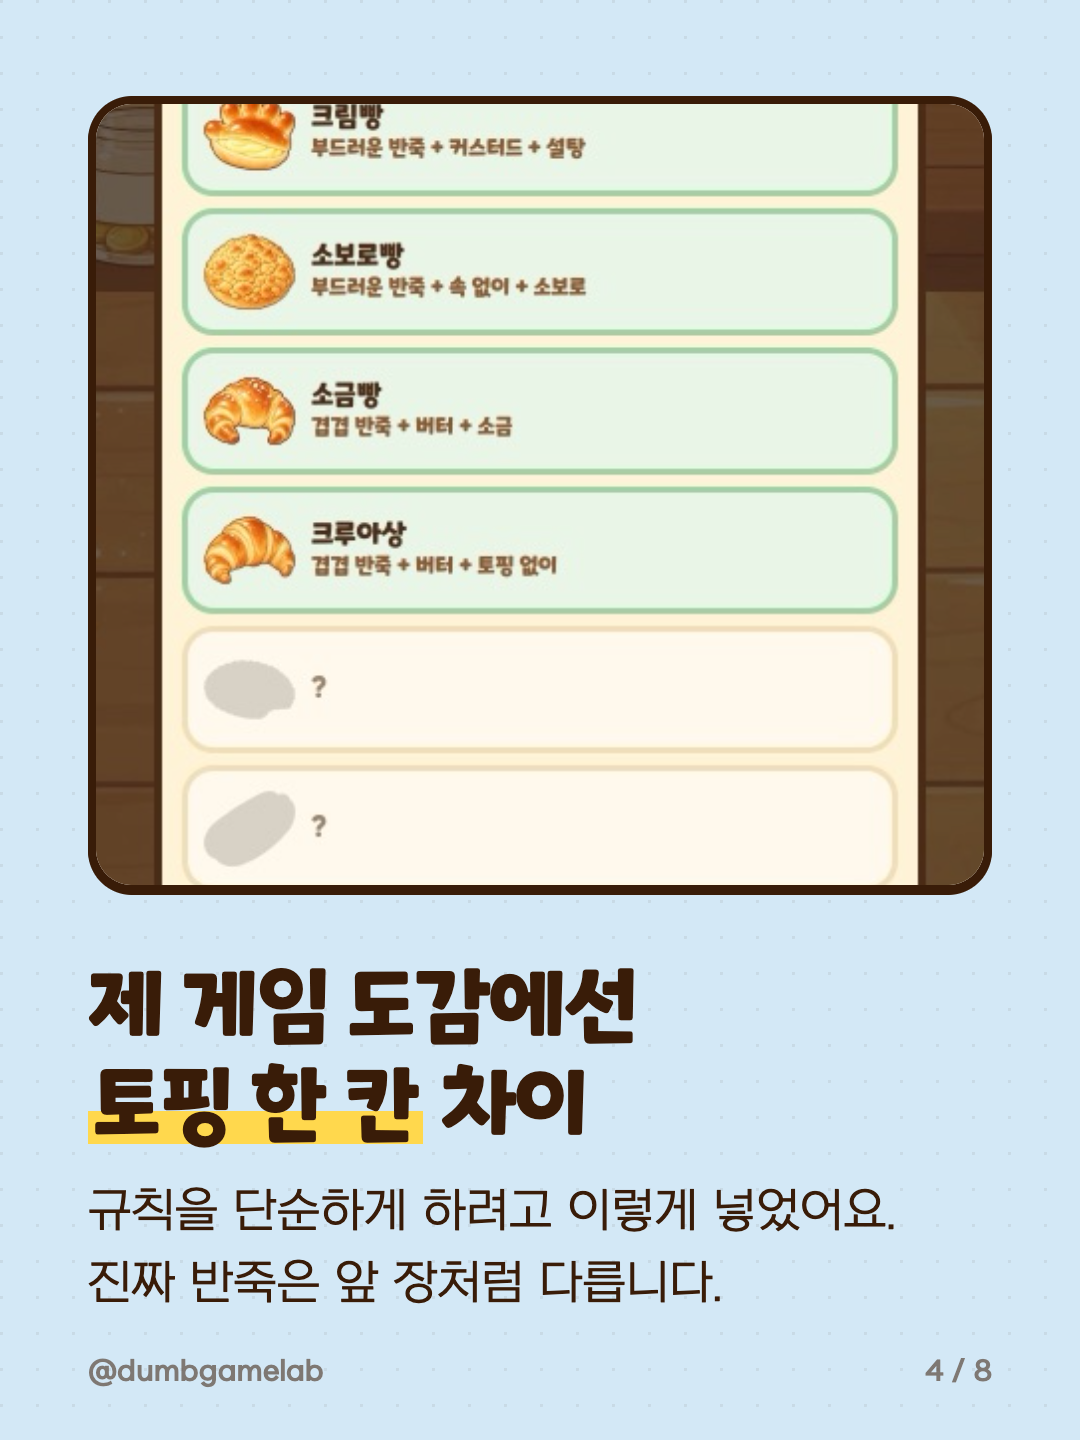 크림빵
부드러운 반죽 + 커스터드 + 설탕
소보로빵
부드러운 반죽 + 속 없이 + 소보로
소금빵
겹겹 반죽 + 버터 + 소금
크루아상
겹겹 반죽 + 버터 + 토핑 없이
?
?
제 게임 도감에선
토핑 한 칸 차이
규칙을 단순하게 하려고 이렇게 넣었어요.
진짜 반죽은 앞 장처럼 다릅니다.
@dumbgamelab
4 / 8